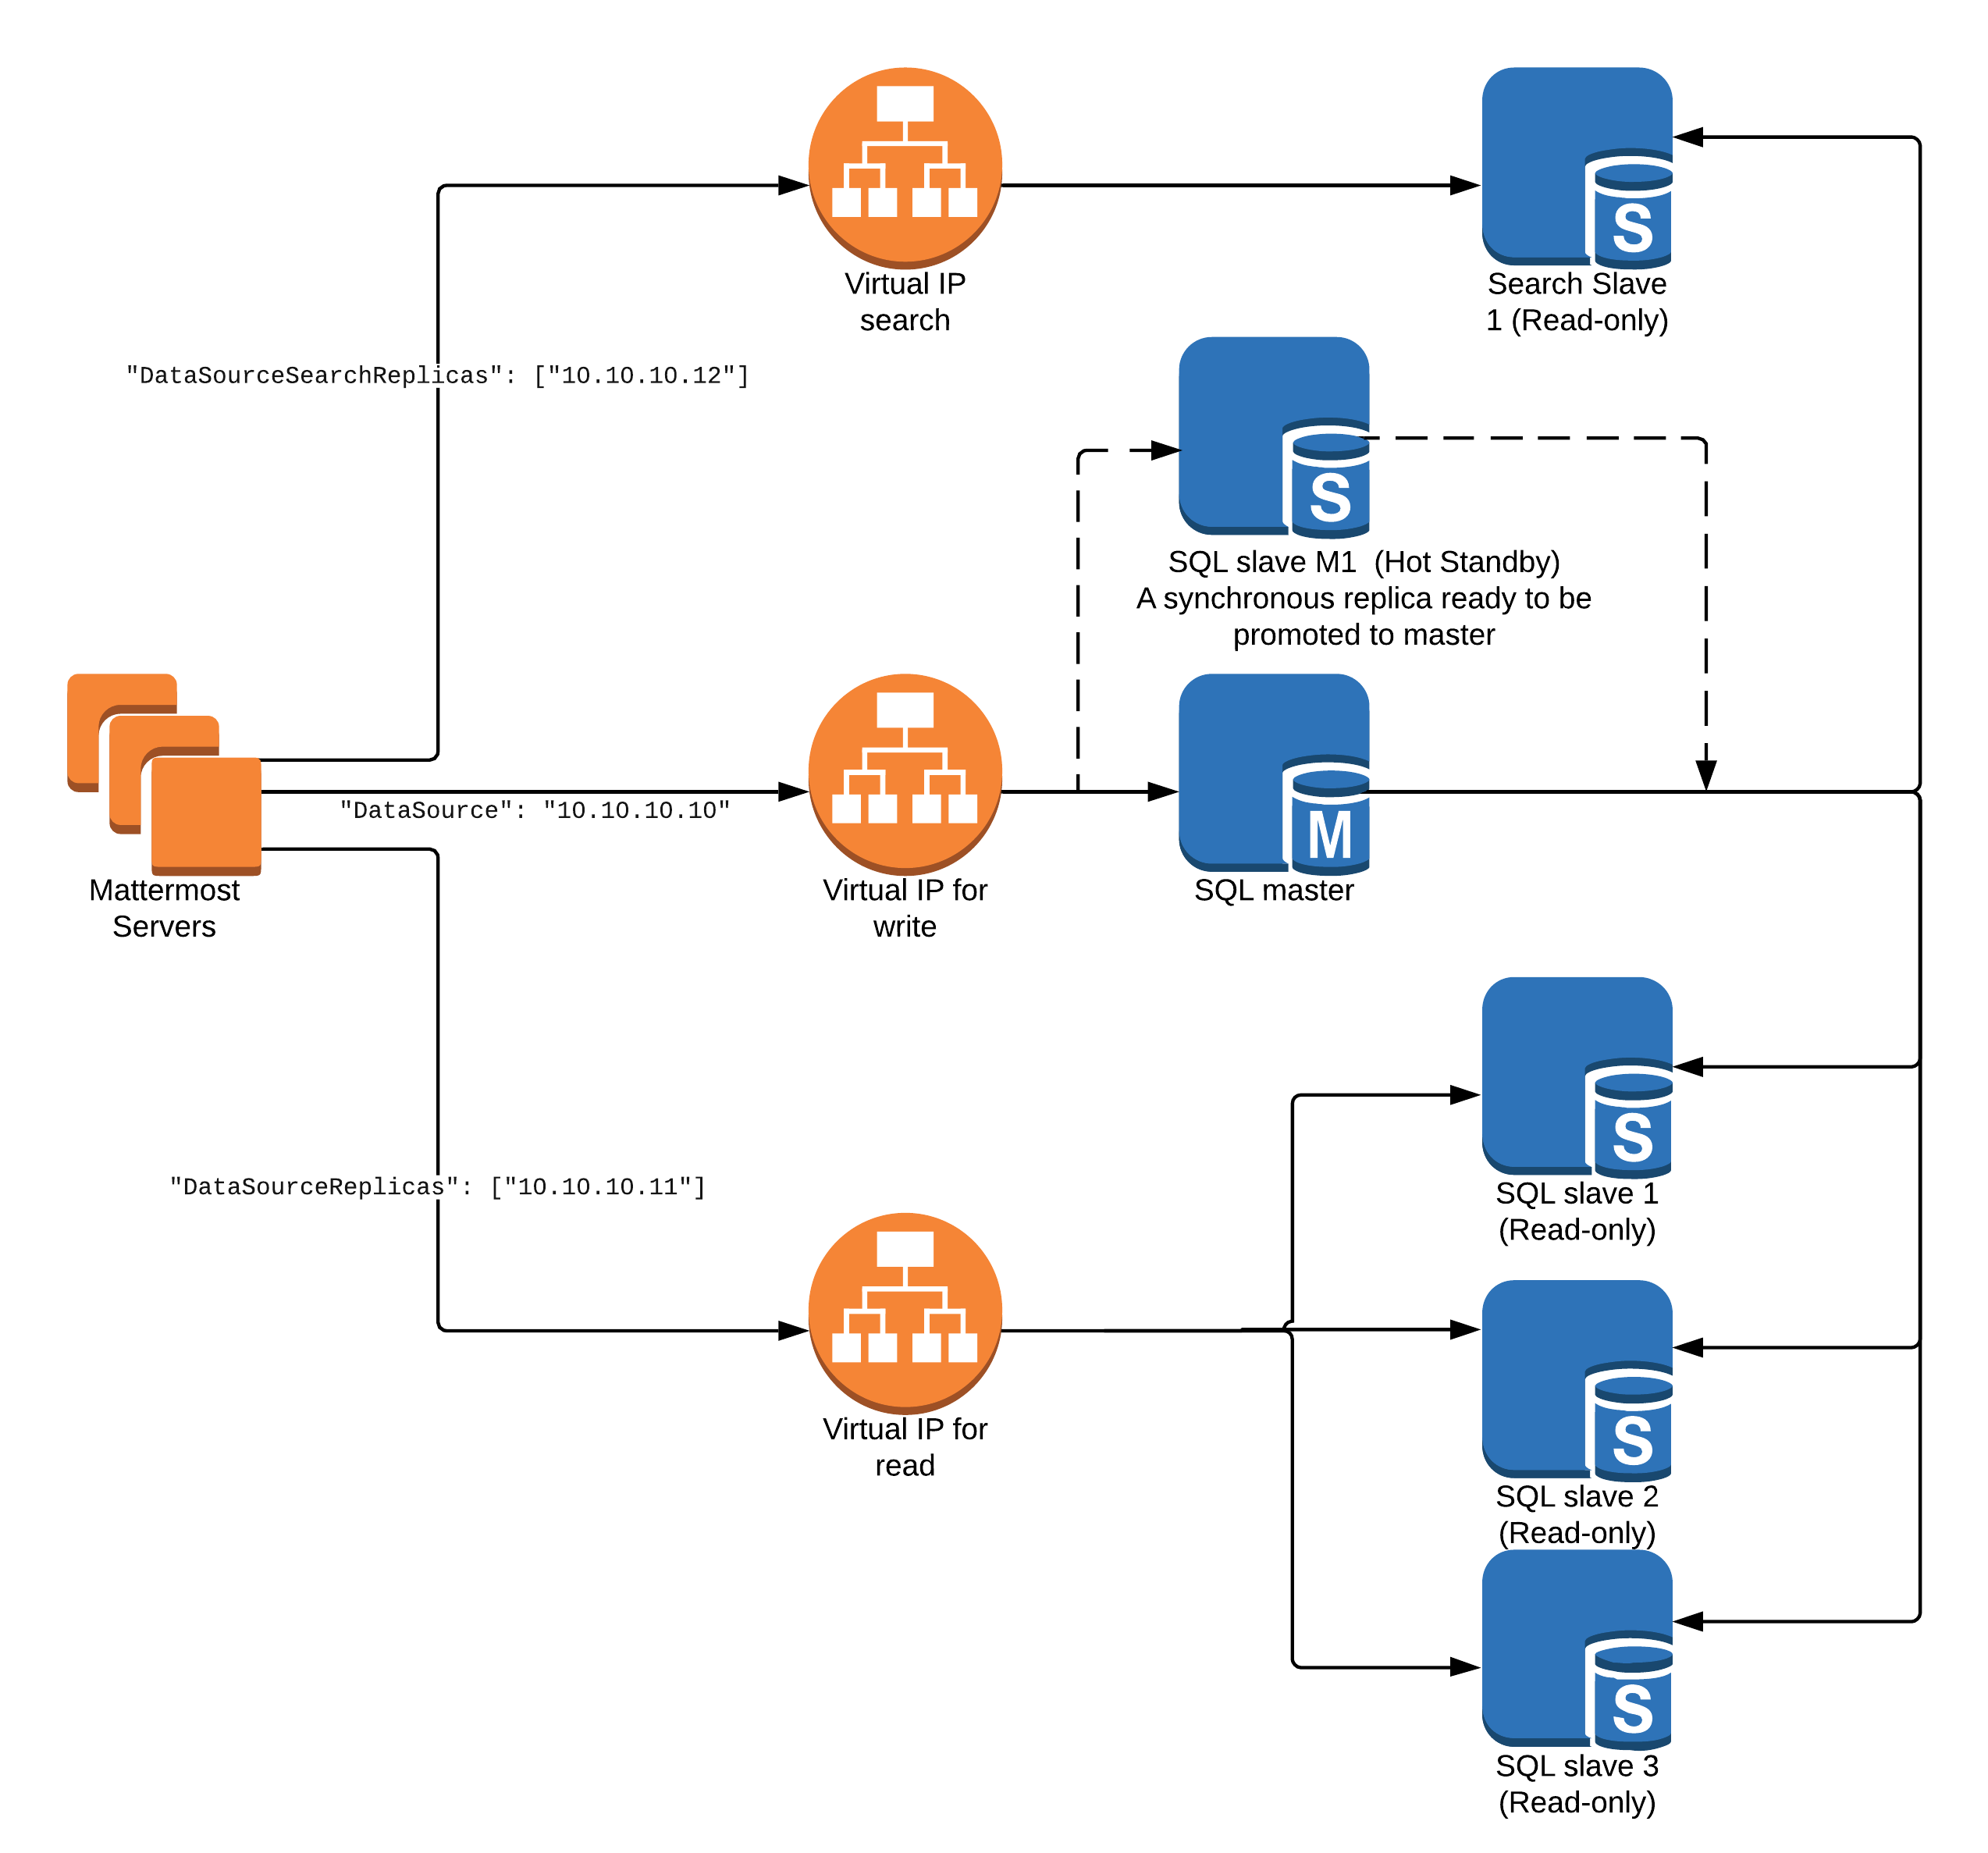 Virtual IP
search
S
Search Slave
1 (Read-only)
"DataSourceSearchReplicas": ["10.10.10.12"]
S
SQL slave M1  (Hot Standby)
A synchronous replica ready to be
promoted to master
Mattermost
Servers
"DataSource": "10.10.10.10"
Virtual IP for
write
M
SQL master
S
SQL slave 1
(Read-only)
"DataSourceReplicas": ["10.10.10.11"]
Virtual IP for
read
S
SQL slave 2
(Read-only)
S
SQL slave 3
(Read-only)